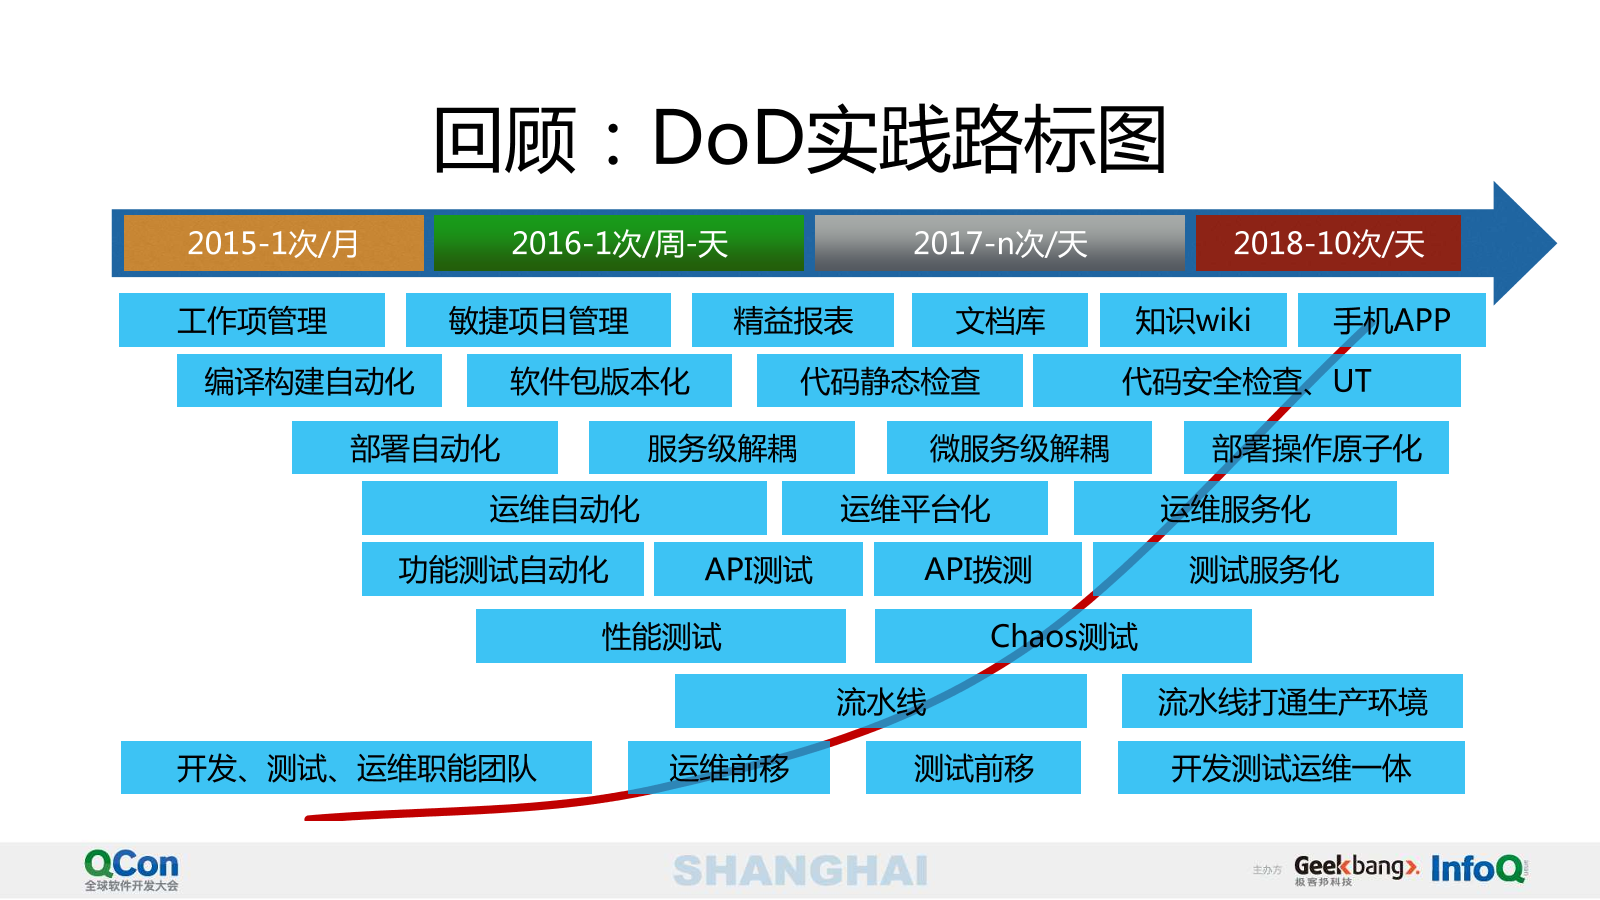 回顾：DoD实践路标图
2015-1次/月
2016-1次/周-天
2017-n次/天
2018-10次/天
工作项管理
敏捷项目管理
精益报表
文档库
知识wiki
手机APP
编译构建自动化
软件包版本化
代码静态检查
代码安全检查、UT
部署自动化
服务级解耦
微服务级解耦
部署操作原子化
运维自动化
运维平台化
运维服务化
功能测试自动化
API测试
API拨测
测试服务化
性能测试
Chaos测试
流水线
流水线打通生产环境
开发、测试、运维职能团队
运维前移
测试前移
开发测试运维一体
QCon
全球软件开发大会
SHANGHAI
主办方
Geekbang
极客邦科技
InfoQ